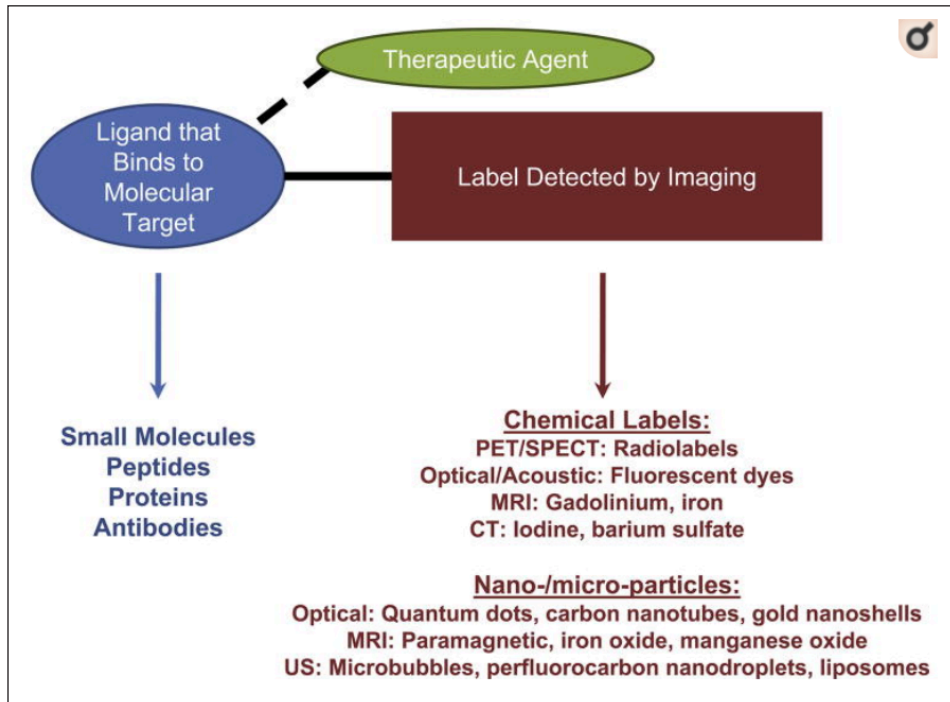 Therapeutic Agent
Ligand that
Binds to
Molecular
Target
Label Detected by Imaging
Small Molecules
Peptides
Proteins
Antibodies
Chemical Labels:
PET/SPECT: Radiolabels
Optical/Acoustic: Fluorescent dyes
MRI: Gadolinium, iron
CT: Iodine, barium sulfate
Nano-/micro-particles:
Optical: Quantum dots, carbon nanotubes, gold nanoshells
MRI: Paramagnetic, iron oxide, manganese oxide
US: Microbubbles, perfluorocarbon nanodroplets, liposomes